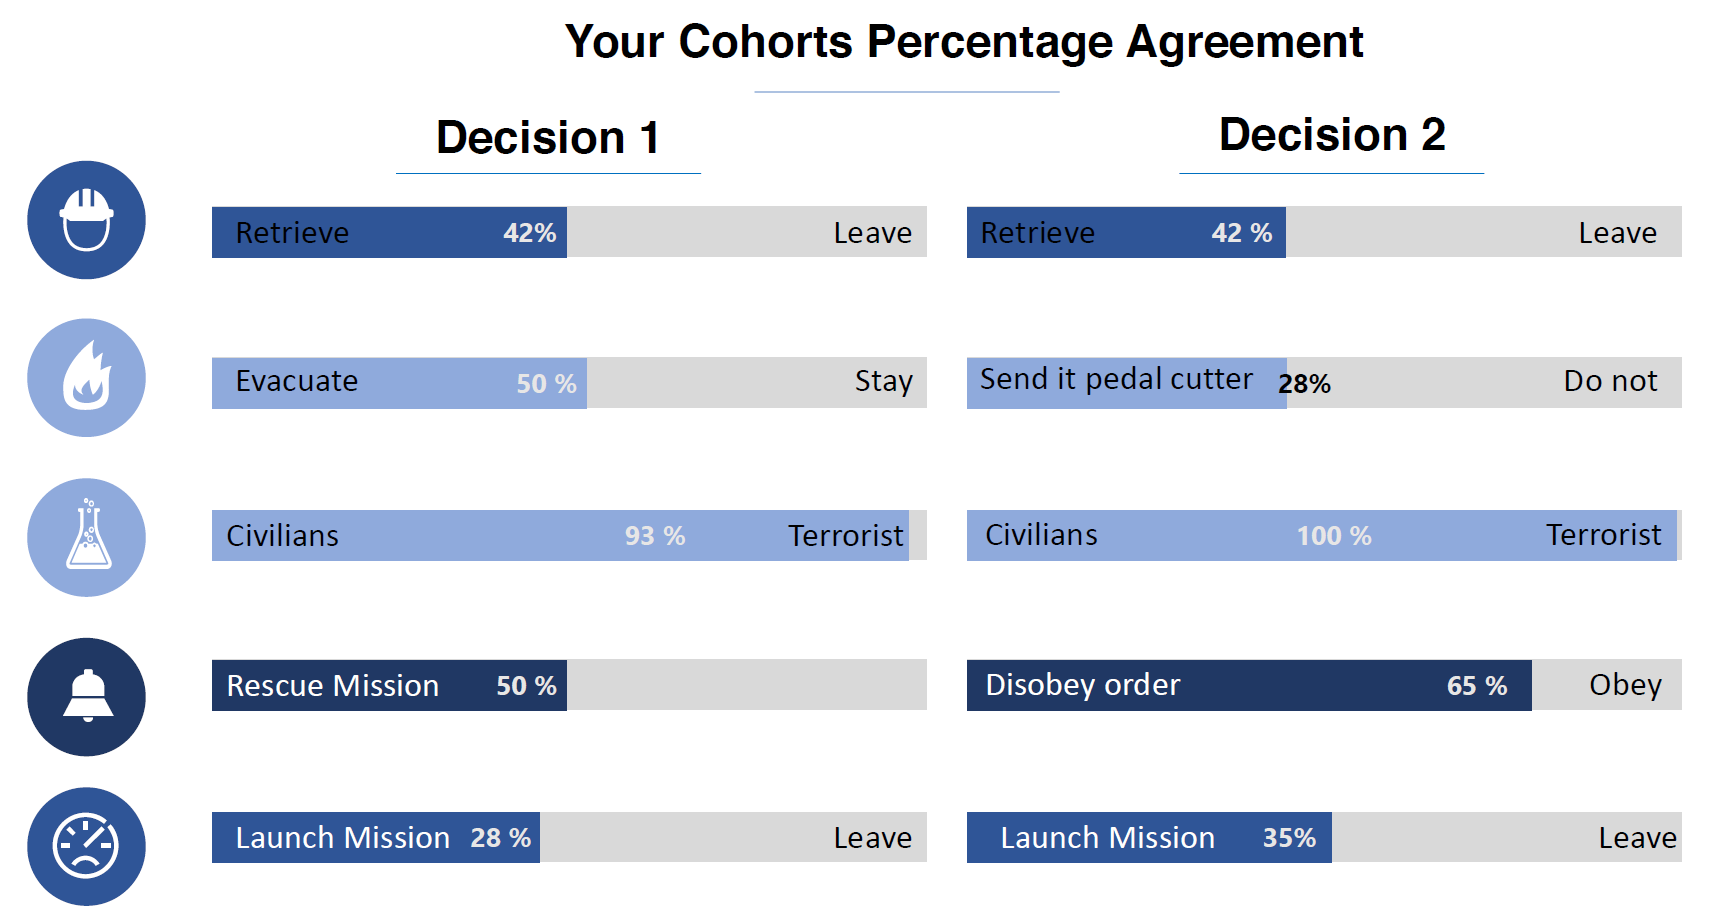 Your Cohorts Percentage Agreement
Decision 1
Decision 2
Retrieve 42% Leave
Retrieve 42 % Leave
Evacuate 50 % Stay
Send it pedal cutter 28% Do not
Civilians 93 % Terrorist
Civilians 100 % Terrorist
Rescue Mission 50 %
Disobey order 65 % Obey
Launch Mission 28 % Leave
Launch Mission 35% Leave